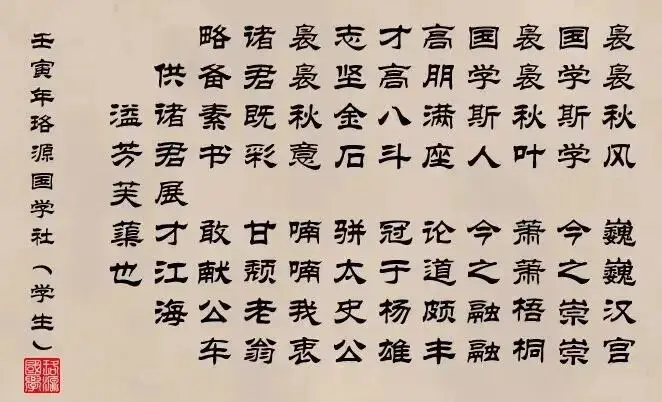 袅袅秋风 巍巍汉宫
国学斯学 今之崇崇
袅袅秋叶 萧萧梧桐
国学斯人 今之融融
高朋满座 论道颇丰
才高八斗 冠于杨雄
志坚金石 骈太史公
袅袅秋意 喃喃我衷
诸君既彩 甘颓老翁
略备素书 敢献公车
供诸君展才江海
溢芳芙蕖也
壬寅年珞源国学社（学生）
珞源
國學